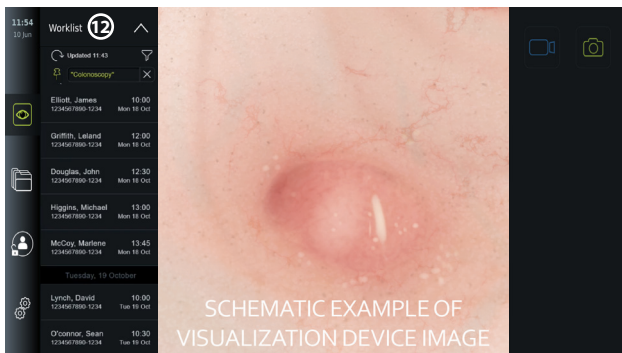 11:54
10 Jun
Worklist 12
Updated 11:43
"Colonoscopy"
Elliott, James 10:00
1234567890-1234 Mon 18 Oct
Griffith, Leland 12:00
1234567890-1234 Mon 18 Oct
Douglas, John 12:30
1234567890-1234 Mon 18 Oct
Higgins, Michael 13:00
1234567890-1234 Mon 18 Oct
McCoy, Marlene 13:45
1234567890-1234 Mon 18 Oct
Tuesday, 19 October
Lynch, David 10:00
1234567890-1234 Tue 19 Oct
O'connor, Sean 10:30
1234567890-1234 Tue 19 Oct
SCHEMATIC EXAMPLE OF
VISUALIZATION DEVICE IMAGE